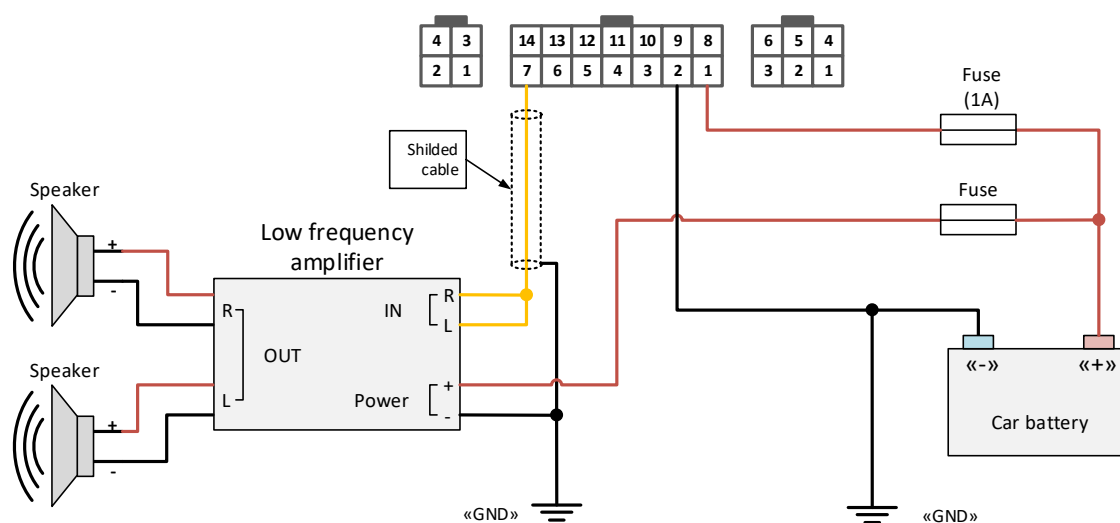 4 3
2 1
14 13 12 11 10 9 8
7 6 5 4 3 2 1
6 5 4
3 2 1
Fuse
(1A)
Shilded
cable
Speaker
+
-
Fuse
Low frequency
amplifier
R
L
OUT
IN
R
L
Power
+
-
Speaker
+
-
«-» «+»
Car battery
«GND»
«GND»